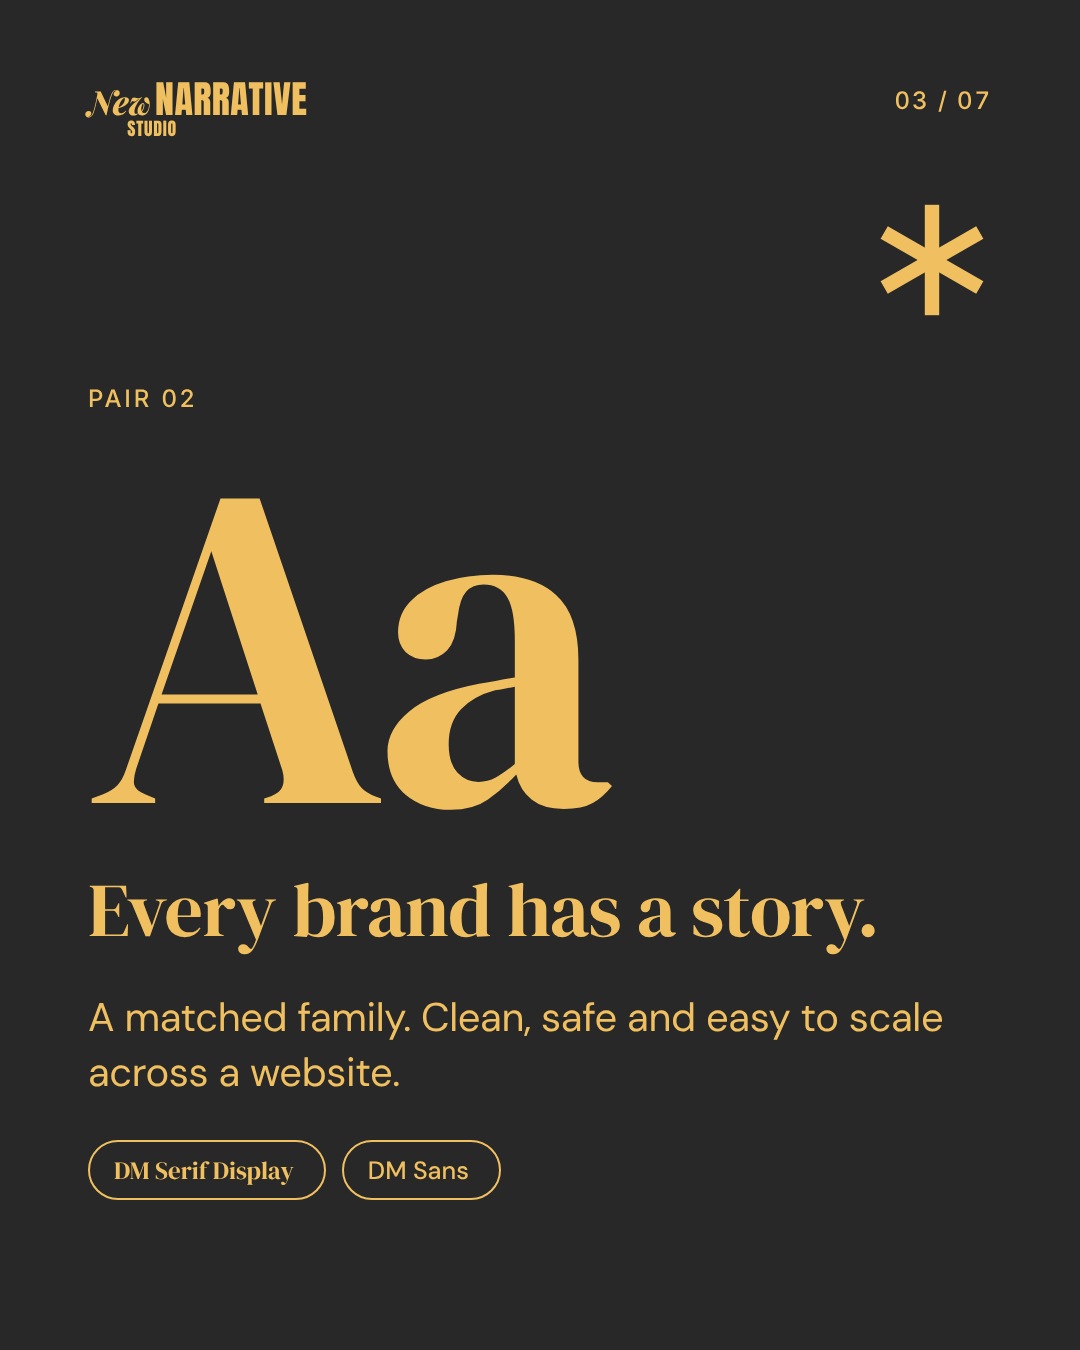 New NARRATIVE
STUDIO
03 / 07
PAIR 02
Aa
Every brand has a story.
A matched family. Clean, safe and easy to scale
across a website.
DM Serif Display
DM Sans